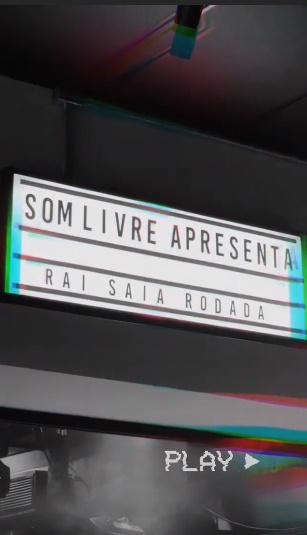 SOM LIVRE APRESENTA
RAI SAIA RODADA
PLAY